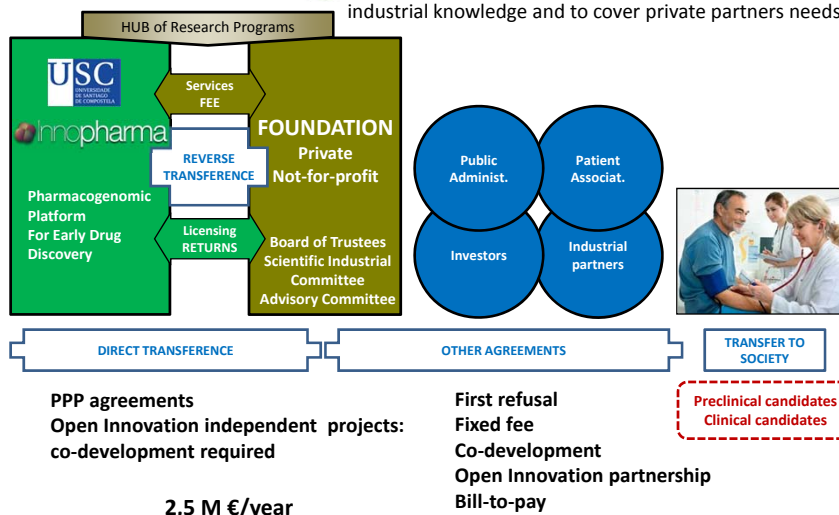 industrial knowledge and to cover private partners needs
HUB of Research Programs
USC
UNIVERSIDADE
DE SANTIAGO
DE COMPOSTELA
Innopharma
Pharmacogenomic
Platform
For Early Drug
Discovery
Services
FEE
REVERSE
TRANSFERENCE
Licensing
RETURNS
FOUNDATION
Private
Not-for-profit
Board of Trustees
Scientific Industrial
Committee
Advisory Committee
Public
Administ.
Patient
Associat.
Investors
Industrial
partners
DIRECT TRANSFERENCE
OTHER AGREEMENTS
TRANSFER TO
SOCIETY
PPP agreements
Open Innovation independent projects:
co-development required
2.5 M €/year
First refusal
Fixed fee
Co-development
Open Innovation partnership
Bill-to-pay
Preclinical candidates
Clinical candidates